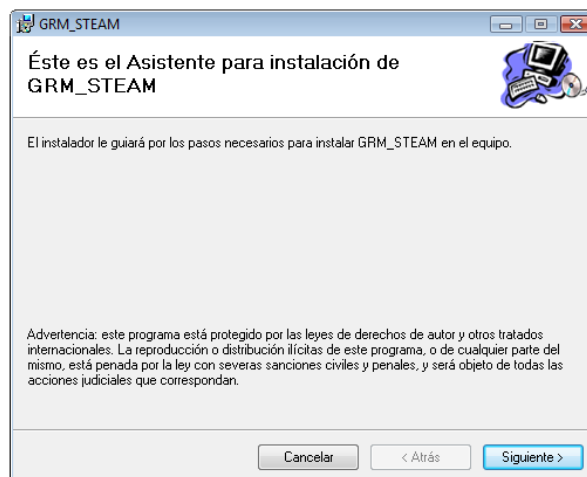 GRM_STEAM
Éste es el Asistente para instalación de
GRM_STEAM
El instalador le guiará por los pasos necesarios para instalar GRM_STEAM en el equipo.
Advertencia: este programa está protegido por las leyes de derechos de autor y otros tratados
internacionales. La reproducción o distribución ilícitas de este programa, o de cualquier parte del
mismo, está penada por la ley con severas sanciones civiles y penales, y será objeto de todas las
acciones judiciales que correspondan.
Cancelar
< Atrás
Siguiente >